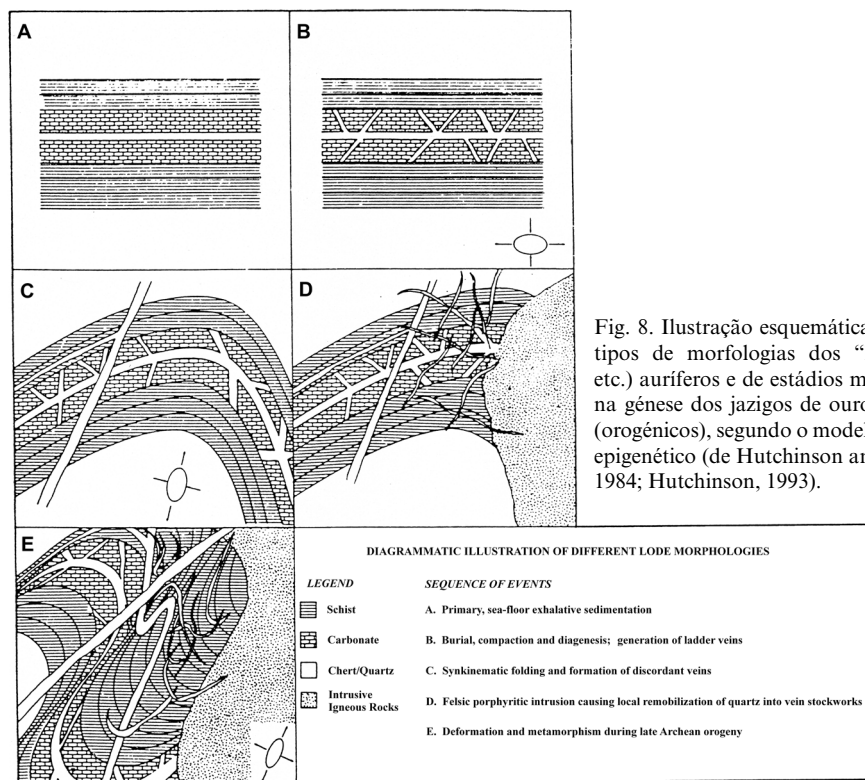 A
B
C
D
E
Fig. 8. Ilustração esquemática
tipos de morfologias dos “
etc.) auríferos e de estádios m
na génese dos jazigos de ouro
(orogénicos), segundo o model
epigenético (de Hutchinson an
1984; Hutchinson, 1993).
DIAGRAMMATIC ILLUSTRATION OF DIFFERENT LODE MORPHOLOGIES
LEGEND
Schist
Carbonate
Chert/Quartz
Intrusive
Igneous Rocks
SEQUENCE OF EVENTS
A. Primary, sea-floor exhalative sedimentation
B. Burial, compaction and diagenesis; generation of ladder veins
C. Synkinematic folding and formation of discordant veins
D. Felsic porphyritic intrusion causing local remobilization of quartz into vein stockworks
E. Deformation and metamorphism during late Archean orogeny